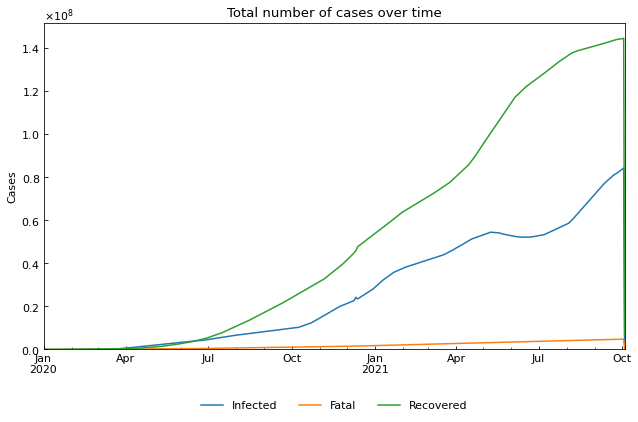 Total number of cases over time
×10⁸
1.4
1.2
1.0
0.8
0.6
0.4
0.2
0.0
Cases
Jan
2020
Apr
Jul
Oct
Jan
2021
Apr
Jul
Oct
Infected
Fatal
Recovered